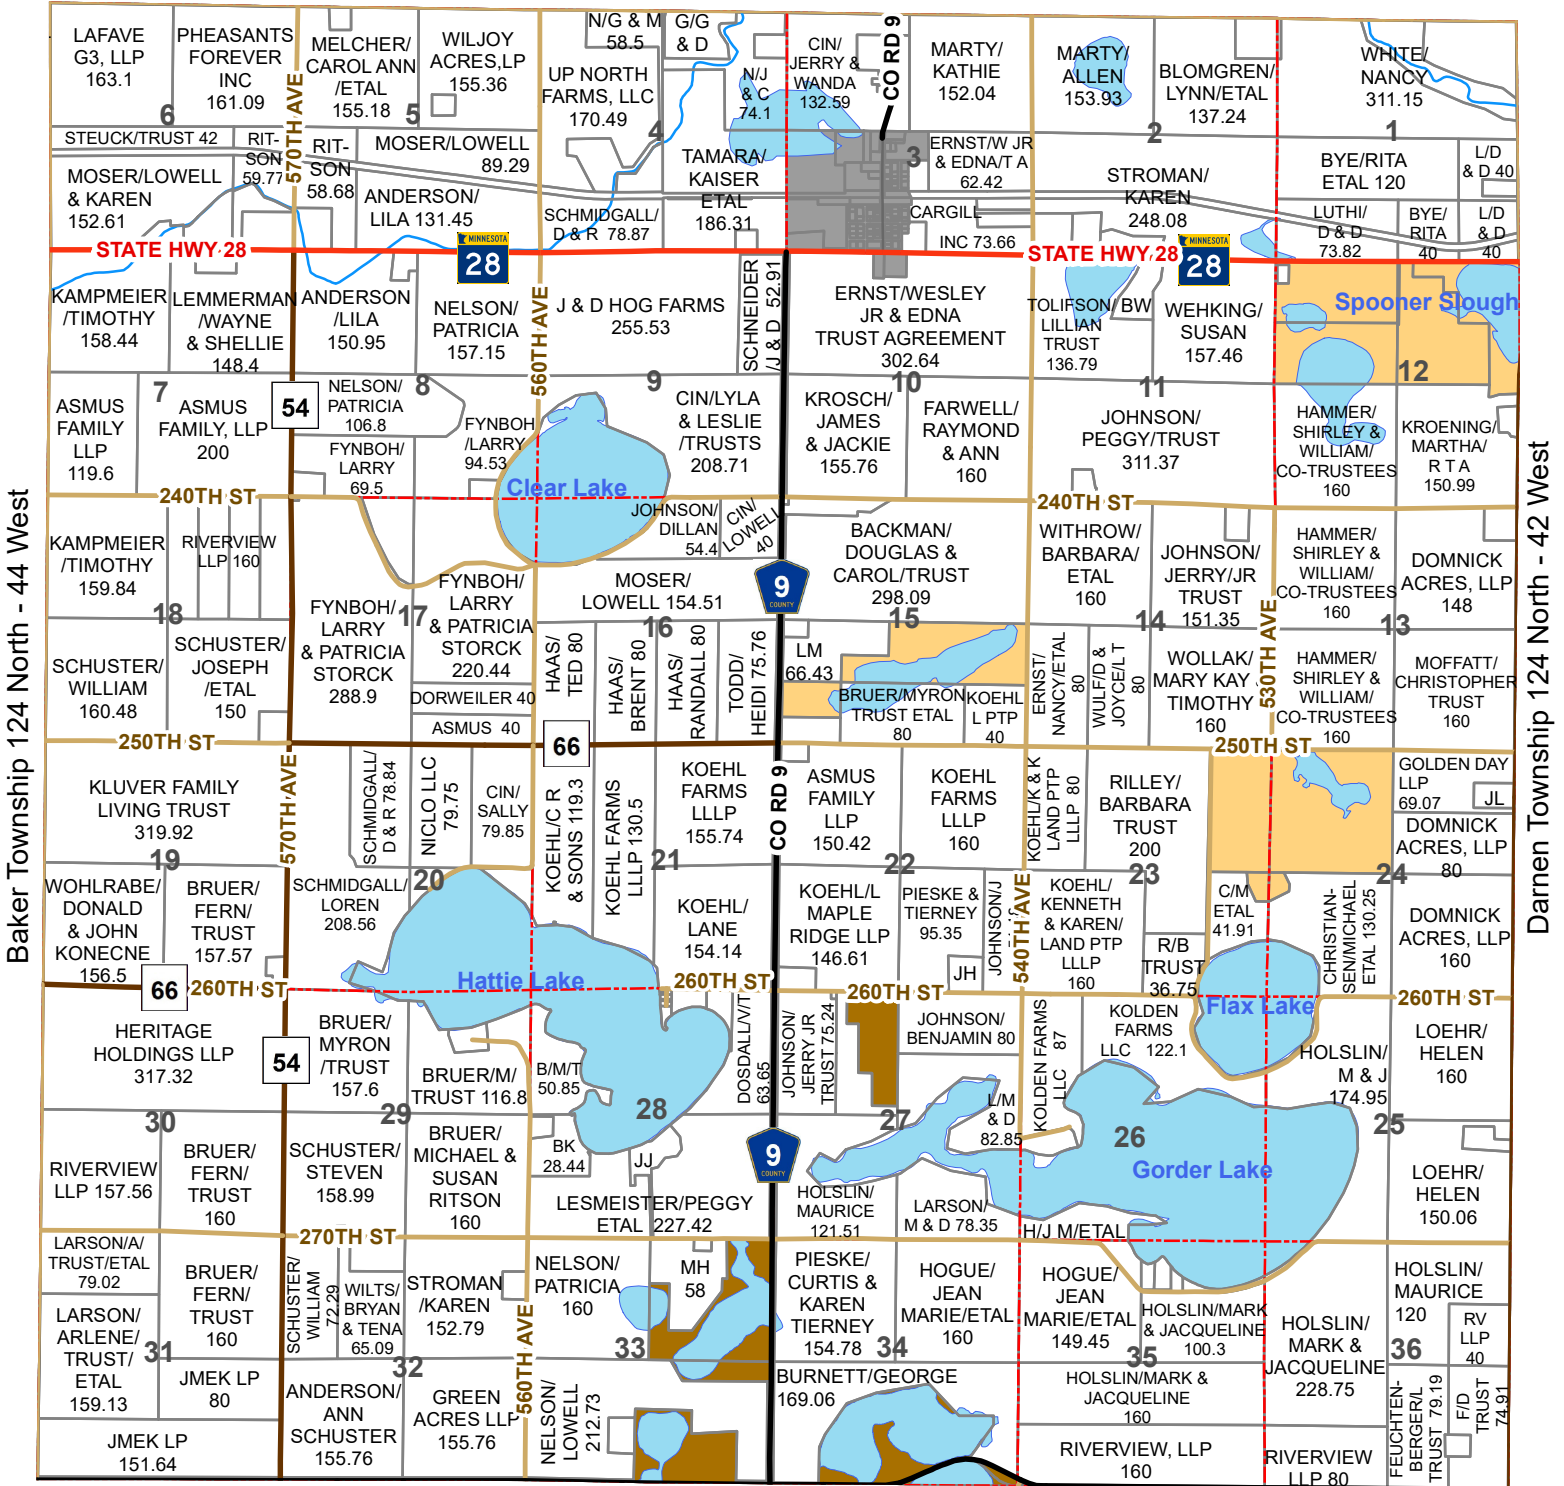 LAFAVE
G3, LLP
163.1
PHEASANTS
FOREVER
INC
161.09
MELCHER/
CAROL ANN
/ETAL
155.18
WILJOY
ACRES,LP
155.36
N/G & M
58.5
G/G
& D
UP NORTH
FARMS, LLC
170.49
N/J
& C
74.1
CIN/
JERRY &
WANDA
132.59
CO RD 9
MARTY/
KATHIE
152.04
MARTY/
ALLEN
153.93
BLOMGREN/
LYNN/ETAL
137.24
WHITE/
NANCY
311.15
6
5
4
3
2
1
570TH AVE
STEUCK/TRUST 42
RIT-
SON
59.77
RIT-
SON
58.68
MOSER/LOWELL
89.29
MOSER/LOWELL
& KAREN
152.61
ANDERSON/
LILA 131.45
SCHMIDGALL/
D & R 78.87
TAMARA/
KAISER
ETAL
186.31
ERNST/W JR
& EDNA/T A
62.42
CARGILL
INC 73.66
STROMAN/
KAREN
248.08
BYE/RITA
ETAL 120
L/D
& D 40
LUTHI/
D & D
73.82
BYE/
RITA
40
L/D
& D
40
STATE HWY 28
MINNESOTA
28
STATE HWY 28
MINNESOTA
28
KAMPMEIER
/TIMOTHY
158.44
LEMMERMAN
/WAYNE
& SHELLIE
148.4
ANDERSON
/LILA
150.95
NELSON/
PATRICIA
157.15
560TH AVE
J & D HOG FARMS
255.53
SCHNEIDER
/J & D 52.91
ERNST/WESLEY
JR & EDNA
TRUST AGREEMENT
302.64
TOLIFSON/
LILLIAN
TRUST
136.79
BW
WEHKING/
SUSAN
157.46
Spooner Slough
7
8
9
10
11
12
54
ASMUS
FAMILY
LLP
119.6
ASMUS
FAMILY, LLP
200
NELSON/
PATRICIA
106.8
FYNBOH/
LARRY
69.5
FYNBOH
/LARRY
94.53
CIN/LYLA
& LESLIE
/TRUSTS
208.71
KROSCH/
JAMES
& JACKIE
155.76
FARWELL/
RAYMOND
& ANN
160
JOHNSON/
PEGGY/TRUST
311.37
HAMMER/
SHIRLEY &
WILLIAM/
CO-TRUSTEES
160
KROENING/
MARTHA/
R T A
150.99
240TH ST
Clear Lake
240TH ST
Baker Township 124 North - 44 West
Darnen Township 124 North - 42 West
KAMPMEIER
/TIMOTHY
159.84
RIVERVIEW
LLP 160
JOHNSON/
DILLAN
54.4
CIN/
LOWELL
40
BACKMAN/
DOUGLAS &
CAROL/TRUST
298.09
WITHROW/
BARBARA/
ETAL
160
JOHNSON/
JERRY/JR
TRUST
151.35
HAMMER/
SHIRLEY &
WILLIAM/
CO-TRUSTEES
160
DOMNICK
ACRES, LLP
148
MOSER/
LOWELL 154.51
9
COUNTY
530TH AVE
18
17
16
15
14
13
SCHUSTER/
WILLIAM
160.48
SCHUSTER/
JOSEPH
/ETAL
150
FYNBOH/
LARRY
& PATRICIA
STORCK
288.9
FYNBOH/
LARRY
& PATRICIA
STORCK
220.44
DORWEILER 40
ASMUS 40
HAAS/
TED 80
HAAS/
BRENT 80
HAAS/
RANDALL 80
TODD/
HEIDI 75.76
LM
66.43
BRUER/MYRON
TRUST ETAL
80
KOEHL
L PTP
40
ERNST/
NANCY/ETAL
80
WULF/D &
JOYCE/L T
80
WOLLAK/
MARY KAY
TIMOTHY
160
HAMMER/
SHIRLEY &
WILLIAM/
CO-TRUSTEES
160
MOFFATT/
CHRISTOPHER
TRUST
160
250TH ST
66
250TH ST
KLUVER FAMILY
LIVING TRUST
319.92
570TH AVE
SCHMIDGALL/
D & R 78.84
NICLO LLC
79.75
CIN/
SALLY
79.85
KOEHL/C R
& SONS 119.3
KOEHL FARMS
LLLP 130.5
KOEHL
FARMS
LLLP
155.74
CO RD 9
ASMUS
FAMILY
LLP
150.42
KOEHL
FARMS
LLLP
160
KOEHL/K & K
LAND PTP
LLLP 80
RILLEY/
BARBARA
TRUST
200
GOLDEN DAY
LLP
69.07
JL
DOMNICK
ACRES, LLP
80
19
20
21
22
23
24
WOHLRABE/
DONALD
& JOHN
KONECNE
156.5
BRUER/
FERN/
TRUST
157.57
SCHMIDGALL/
LOREN
208.56
KOEHL/
LANE
154.14
KOEHL/L
MAPLE
RIDGE LLP
146.61
PIESKE &
TIERNEY
95.35
JH
JOHNSON/J
540TH AVE
KOEHL/
KENNETH
& KAREN/
LAND PTP
LLLP
160
R/B
TRUST
36.75
C/M
ETAL
41.91
CHRISTIAN-
SEN/MICHAEL
ETAL 130.25
DOMNICK
ACRES, LLP
160
66
260TH ST
Hattie Lake
260TH ST
260TH ST
Flax Lake
260TH ST
HERITAGE
HOLDINGS LLP
317.32
54
BRUER/
MYRON
/TRUST
157.6
BRUER/M/
TRUST 116.8
B/M/T
50.85
DOSDALL/V/T
63.65
JOHNSON/
JERRY JR
TRUST 75.24
JOHNSON/
BENJAMIN 80
KOLDEN FARMS
LLC 87
KOLDEN
FARMS
LLC 122.1
HOLSLIN/
M & J
174.95
LOEHR/
HELEN
160
30
29
28
27
26
25
L/M
& D
82.85
RIVERVIEW
LLP 157.56
BRUER/
FERN/
TRUST
160
SCHUSTER/
STEVEN
158.99
BRUER/
MICHAEL &
SUSAN
RITSON
160
BK
28.44
JJ
LESMEISTER/PEGGY
ETAL 227.42
9
COUNTY
HOLSLIN/
MAURICE
121.51
LARSON/
M & D 78.35
Gorder Lake
H/J M/ETAL
LOEHR/
HELEN
150.06
270TH ST
LARSON/A/
TRUST/ETAL
79.02
LARSON/
ARLENE/
TRUST/
ETAL
159.13
BRUER/
FERN/
TRUST
160
SCHUSTER/
WILLIAM
72.29
WILTS/
BRYAN
& TENA
65.09
STROMAN
/KAREN
152.79
560TH AVE
NELSON/
PATRICIA
160
MH
58
PIESKE/
CURTIS &
KAREN
TIERNEY
154.78
HOGUE/
JEAN
MARIE/ETAL
160
HOGUE/
JEAN
MARIE/ETAL
149.45
HOLSLIN/MARK
& JACQUELINE
100.3
HOLSLIN/
MARK &
JACQUELINE
228.75
HOLSLIN/
MAURICE
120
RV
LLP
40
31
32
33
34
35
36
JMEK LP
80
JMEK LP
151.64
ANDERSON/
ANN
SCHUSTER
155.76
GREEN
ACRES LLP
155.76
NELSON/
LOWELL
212.73
BURNETT/GEORGE
169.06
HOLSLIN/MARK &
JACQUELINE
160
RIVERVIEW, LLP
160
RIVERVIEW
LLP 80
FEUCHTEN-
BERGER/L
TRUST 79.19
F/D
TRUST
74.91